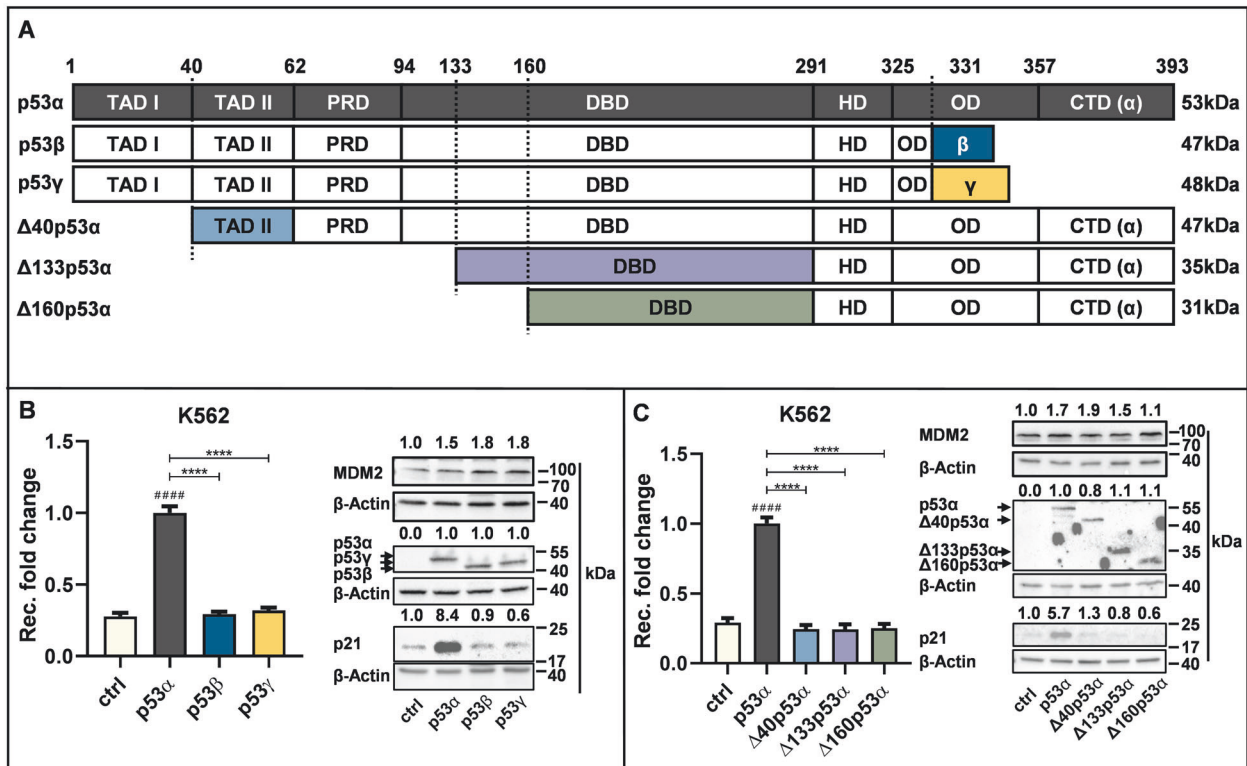 A
1 40 62 94 133 160 291 325 331 357 393
p53α TAD I TAD II PRD DBD HD OD CTD (α) 53kDa
p53β TAD I TAD II PRD DBD HD OD β 47kDa
p53γ TAD I TAD II PRD DBD HD OD γ 48kDa
Δ40p53α TAD II PRD DBD HD OD CTD (α) 47kDa
Δ133p53α DBD HD OD CTD (α) 35kDa
Δ160p53α DBD HD OD CTD (α) 31kDa
B
K562
Rec. fold change
1.5
1.0
0.5
0.0
****
****
####
ctrl p53α p53β p53γ
1.0 1.5 1.8 1.8
MDM2 100
70
β-Actin 40
0.0 1.0 1.0 1.0
p53α
p53γ 55
p53β 40
β-Actin 40
1.0 8.4 0.9 0.6
25
p21
17
β-Actin 40
ctrl p53α p53β p53γ
kDa
C
K562
Rec. fold change
1.5
1.0
0.5
0.0
****
****
****
####
ctrl p53α Δ40p53α Δ133p53α Δ160p53α
1.0 1.7 1.9 1.5 1.1
MDM2 100
70
β-Actin 40
0.0 1.0 0.8 1.1 1.1
p53α 55
Δ40p53α 40
Δ133p53α 35
Δ160p53α
25
β-Actin 40
1.0 5.7 1.3 0.8 0.6
25
p21
17
β-Actin 40
ctrl p53α Δ40p53α Δ133p53α Δ160p53α
kDa